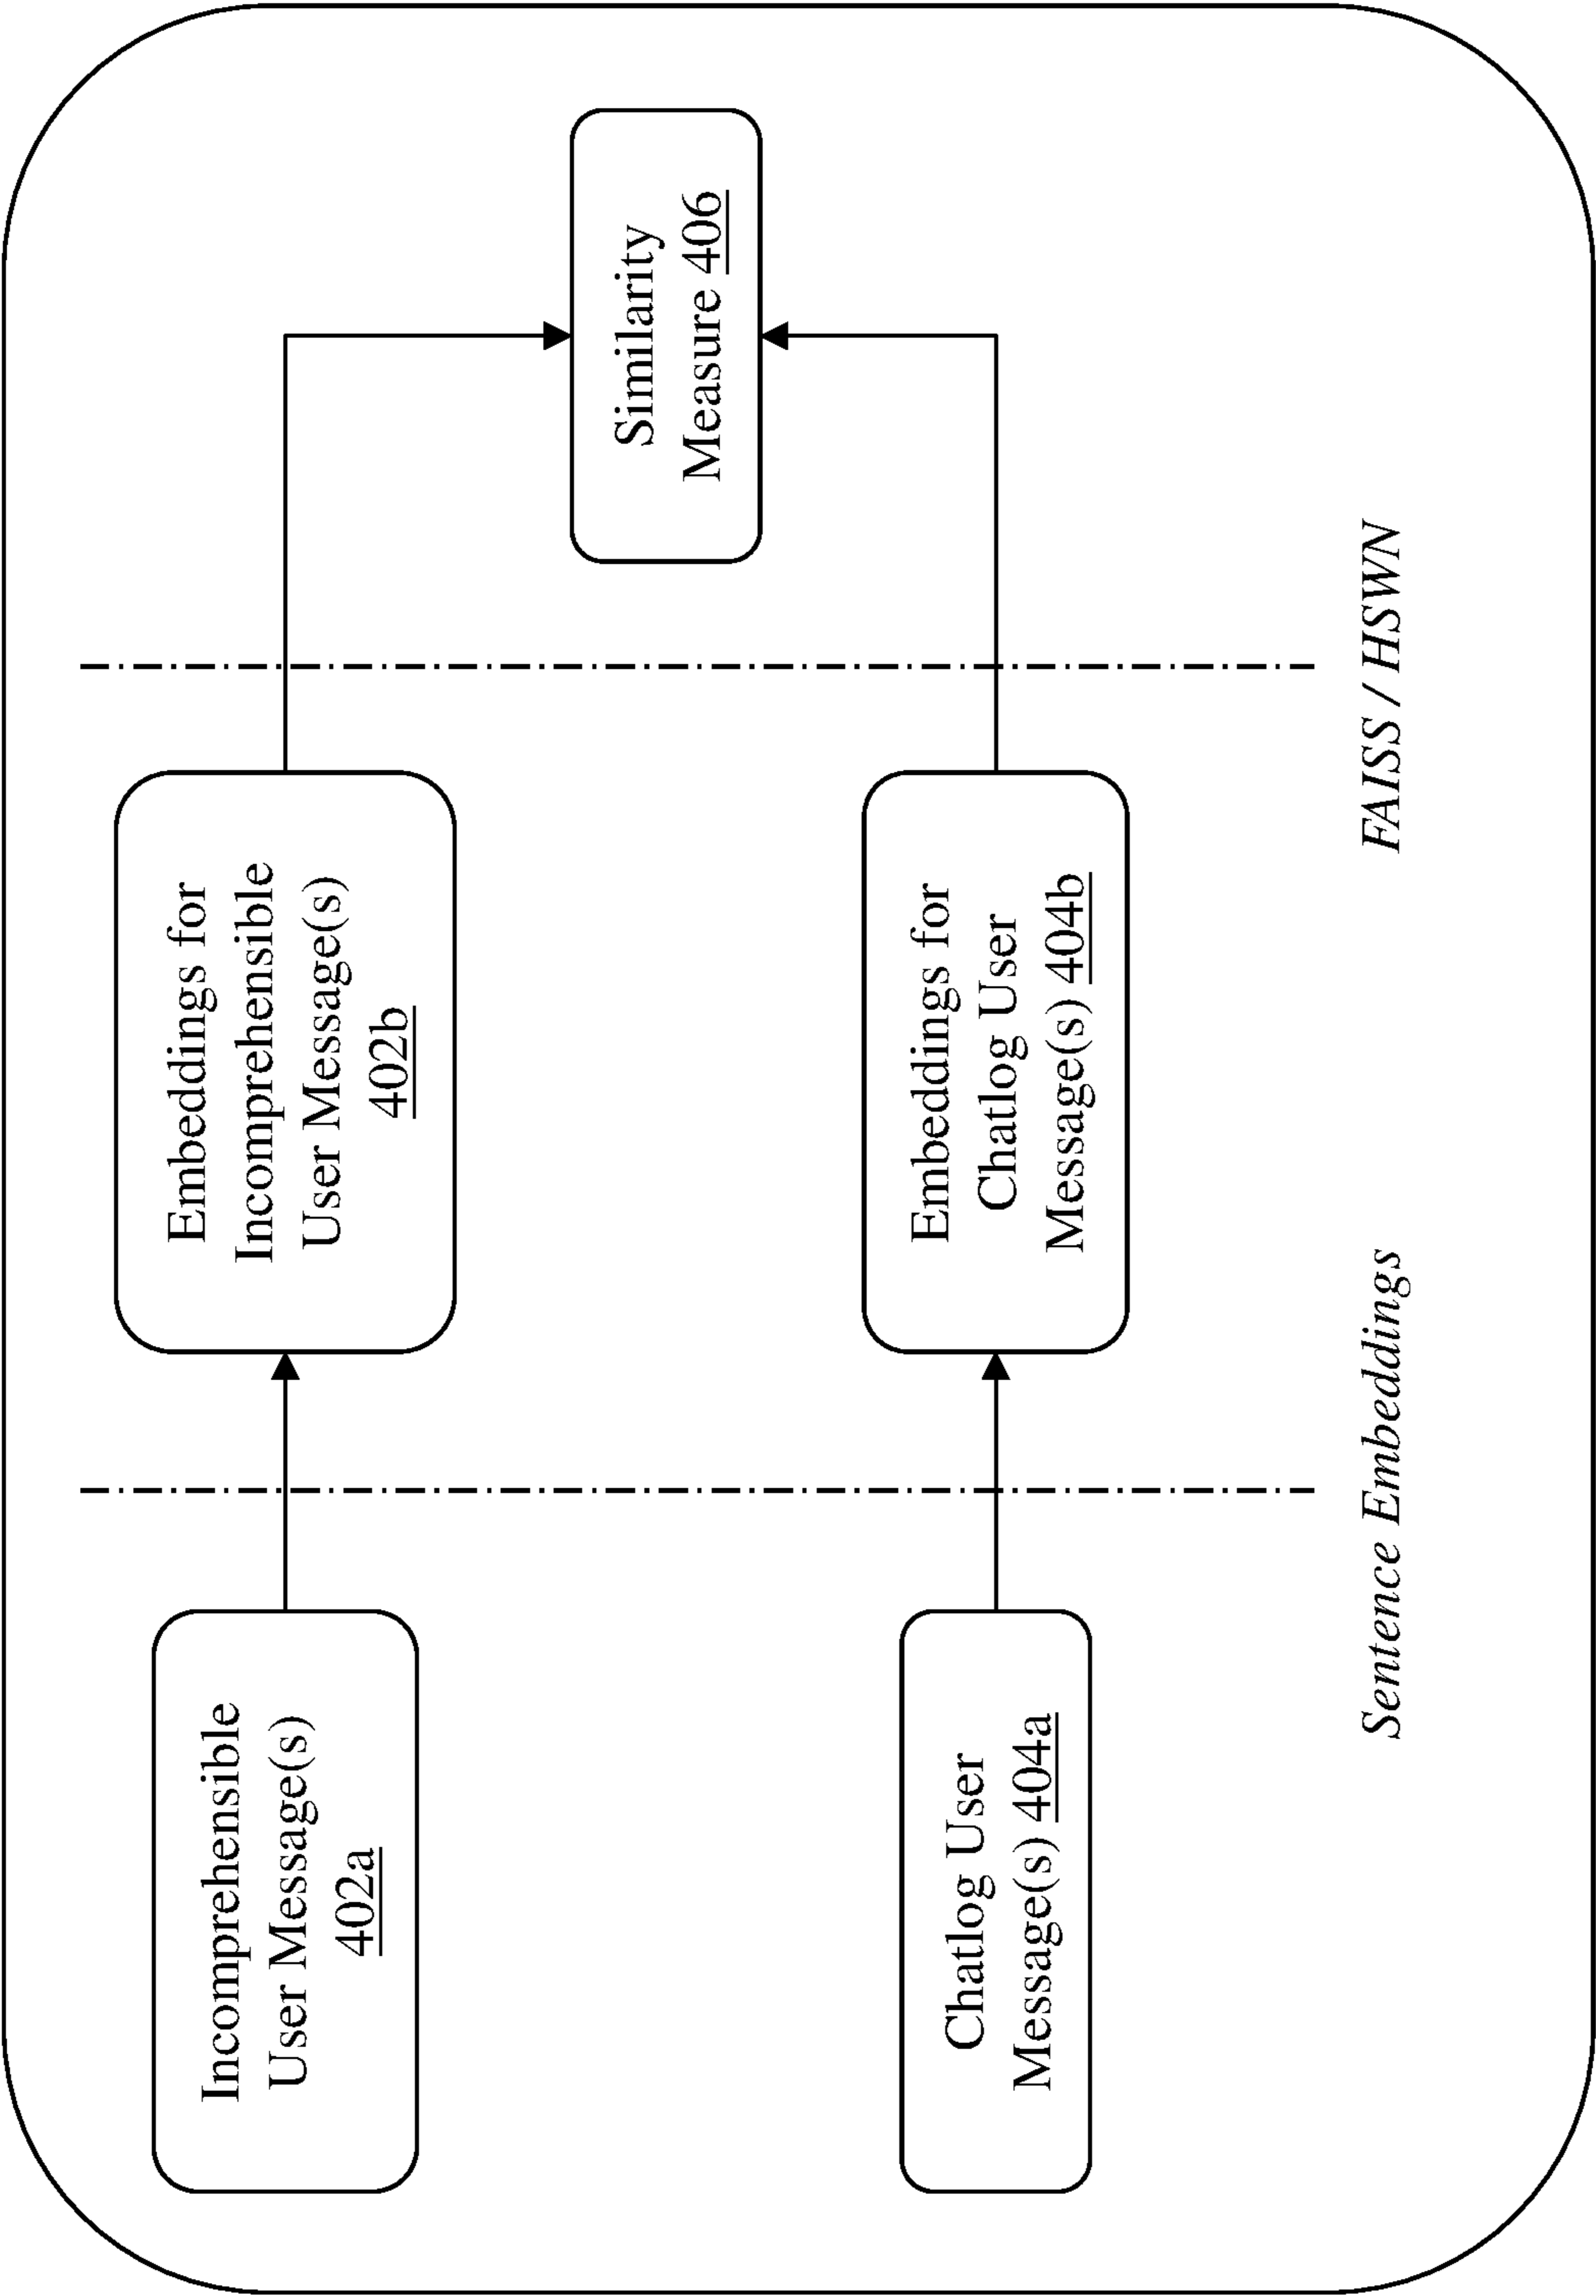 Incomprehensible
User Message(s)
402a
Embeddings for
Incomprehensible
User Message(s)
402b
Similarity
Measure 406
Chatlog User
Message(s) 404a
Embeddings for
Chatlog User
Message(s) 404b
Sentence Embeddings
FAISS / HSWN